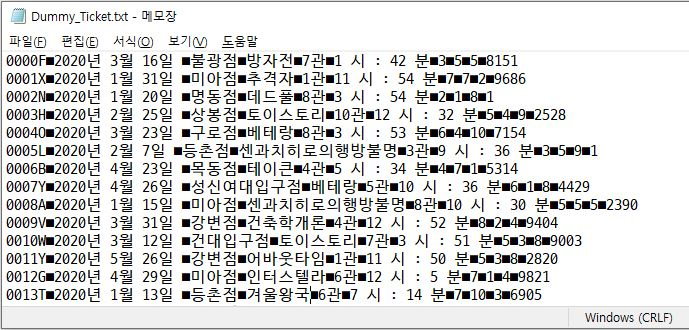 Dummy_Ticket.txt - 메모장
파일(F) 편집(E) 서식(O) 보기(V) 도움말
0000F■2020년 3월 16일 ■불광점■방자전■7관■1 시 : 42 분■3■5■5■8151
0001X■2020년 1월 31일 ■미아점■추격자■1관■11 시 : 54 분■7■7■2■9686
0002N■2020년 1월 20일 ■명동점■데드풀■8관■3 시 : 54 분■2■1■8■1
0003H■2020년 2월 25일 ■상봉점■토이스토리■10관■12 시 : 32 분■5■4■9■2528
0004O■2020년 3월 23일 ■구로점■베테랑■8관■3 시 : 53 분■6■4■10■7154
0005L■2020년 2월 7일 ■등촌점■센과치히로의행방불명■3관■9 시 : 36 분■3■5■9■1
0006B■2020년 4월 23일 ■목동점■테이큰■4관■5 시 : 34 분■4■7■1■5314
0007Y■2020년 4월 26일 ■성신여대입구점■베테랑■5관■10 시 : 36 분■6■1■8■4429
0008A■2020년 1월 15일 ■미아점■센과치히로의행방불명■8관■10 시 : 30 분■5■5■5■2390
0009V■2020년 3월 31일 ■강변점■건축학개론■4관■12 시 : 52 분■8■2■4■9404
0010W■2020년 3월 12일 ■건대입구점■토이스토리■7관■3 시 : 51 분■5■3■8■9003
0011Y■2020년 5월 26일 ■강변점■어바웃타임■1관■11 시 : 50 분■5■3■8■2820
0012G■2020년 4월 29일 ■미아점■인터스텔라■6관■12 시 : 5 분■7■1■4■9821
0013T■2020년 1월 13일 ■등촌점■겨울왕국■6관■7 시 : 14 분■7■10■3■6905
Windows (CRLF)